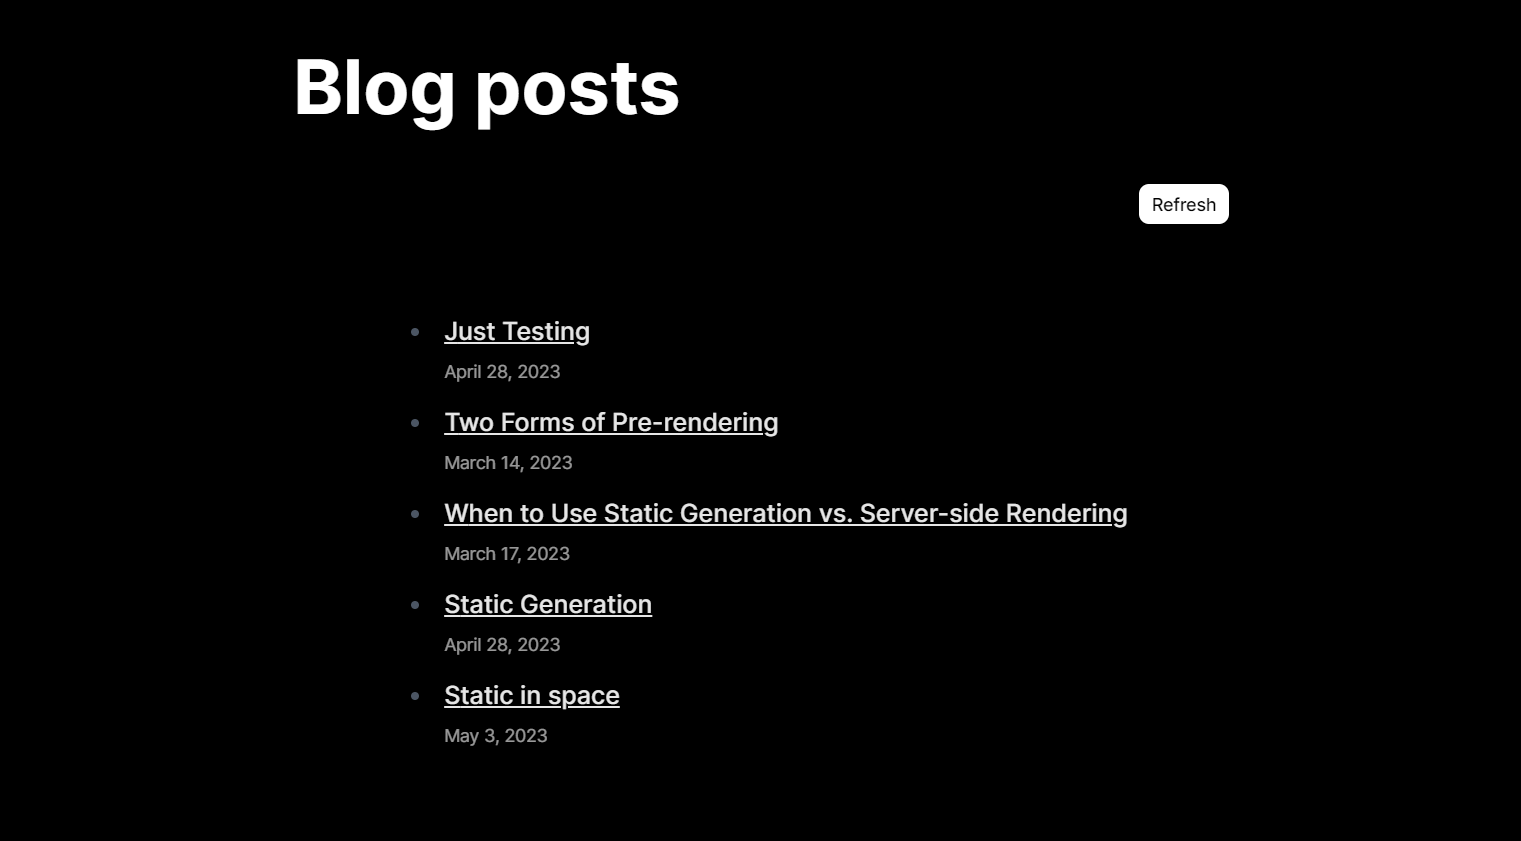 Blog posts
Refresh
Just Testing
April 28, 2023
Two Forms of Pre-rendering
March 14, 2023
When to Use Static Generation vs. Server-side Rendering
March 17, 2023
Static Generation
April 28, 2023
Static in space
May 3, 2023